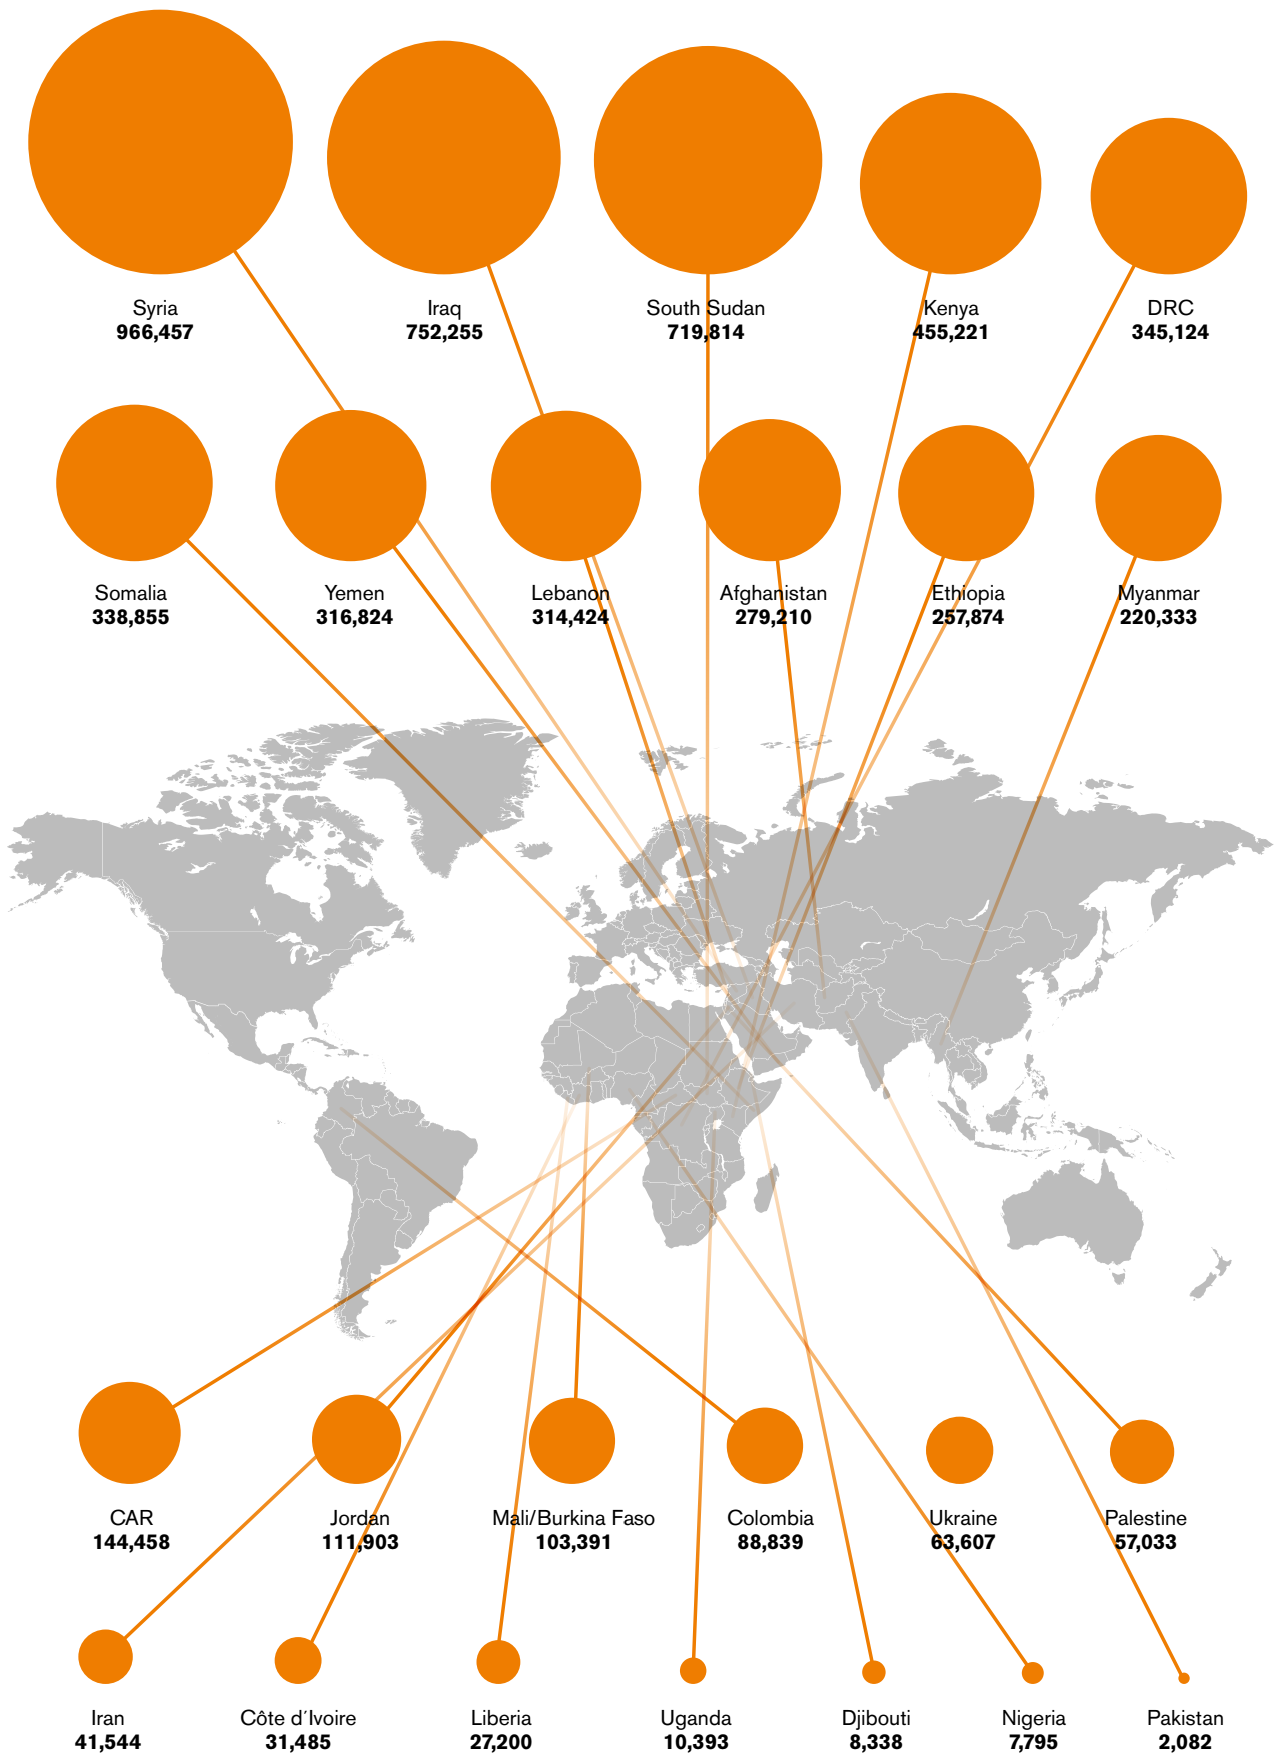 Syria
966,457
Iraq
752,255
South Sudan
719,814
Kenya
455,221
DRC
345,124
Somalia
338,855
Yemen
316,824
Lebanon
314,424
Afghanistan
279,210
Ethiopia
257,874
Myanmar
220,333
CAR
144,458
Jordan
111,903
Mali/Burkina Faso
103,391
Colombia
88,839
Ukraine
63,607
Palestine
57,033
Iran
41,544
Côte d´Ivoire
31,485
Liberia
27,200
Uganda
10,393
Djibouti
8,338
Nigeria
7,795
Pakistan
2,082